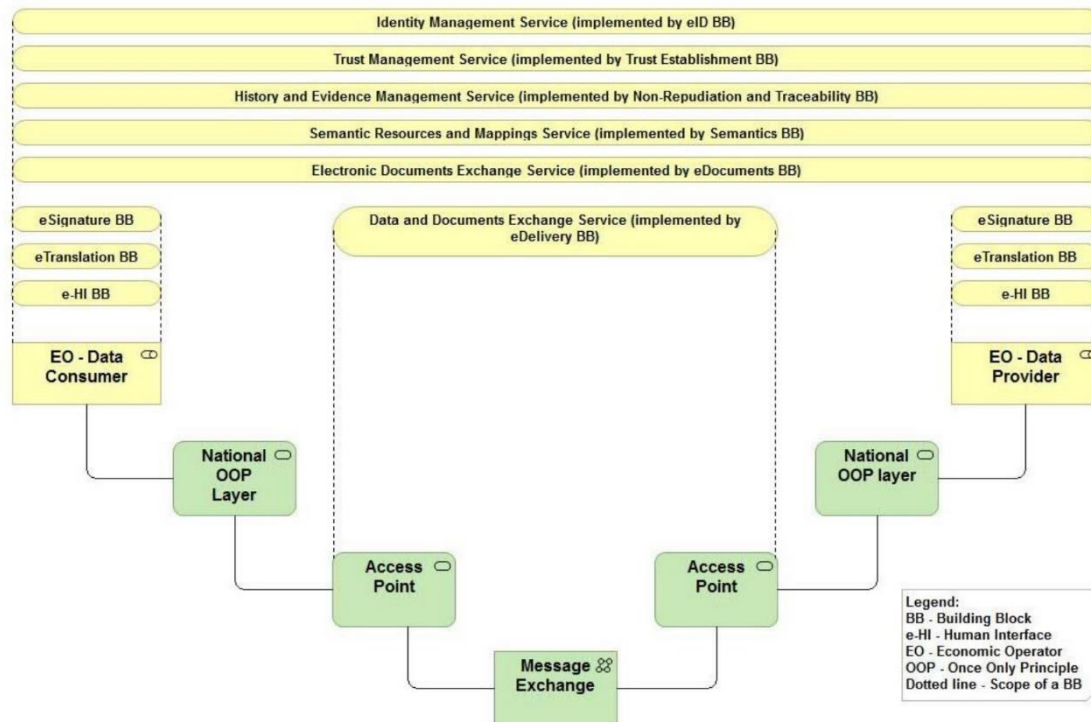 Identity Management Service (implemented by eID BB)
Trust Management Service (implemented by Trust Establishment BB)
History and Evidence Management Service (implemented by Non-Repudiation and Traceability BB)
Semantic Resources and Mappings Service (implemented by Semantics BB)
Electronic Documents Exchange Service (implemented by eDocuments BB)
eSignature BB
eTranslation BB
e-HI BB
Data and Documents Exchange Service (implemented by
eDelivery BB)
eSignature BB
eTranslation BB
e-HI BB
EO - Data
Consumer
EO - Data
Provider
National
OOP
Layer
National
OOP layer
Access
Point
Access
Point
Message
Exchange
Legend:
BB - Building Block
e-HI - Human Interface
EO - Economic Operator
OOP - Once Only Principle
Dotted line - Scope of a BB